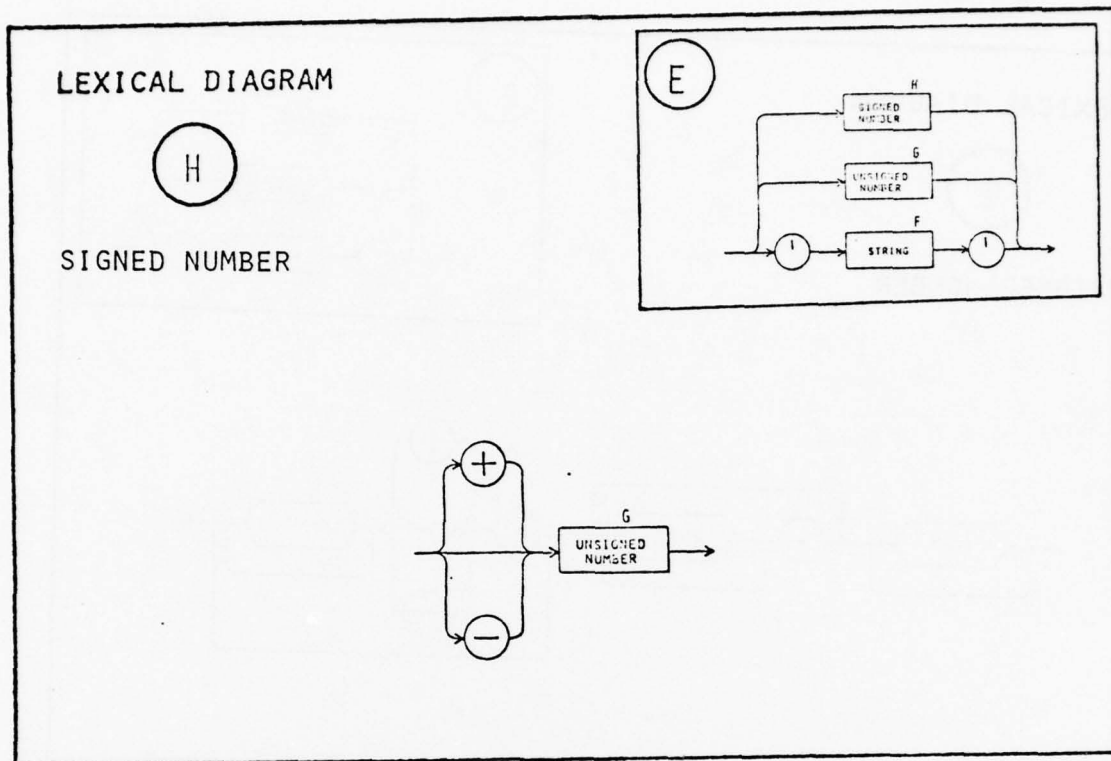 LEXICAL DIAGRAM
H
SIGNED NUMBER
E
H
SIGNED
NUMBER
G
UNSIGNED
NUMBER
F
' STRING '
+
G
UNSIGNED
NUMBER
−